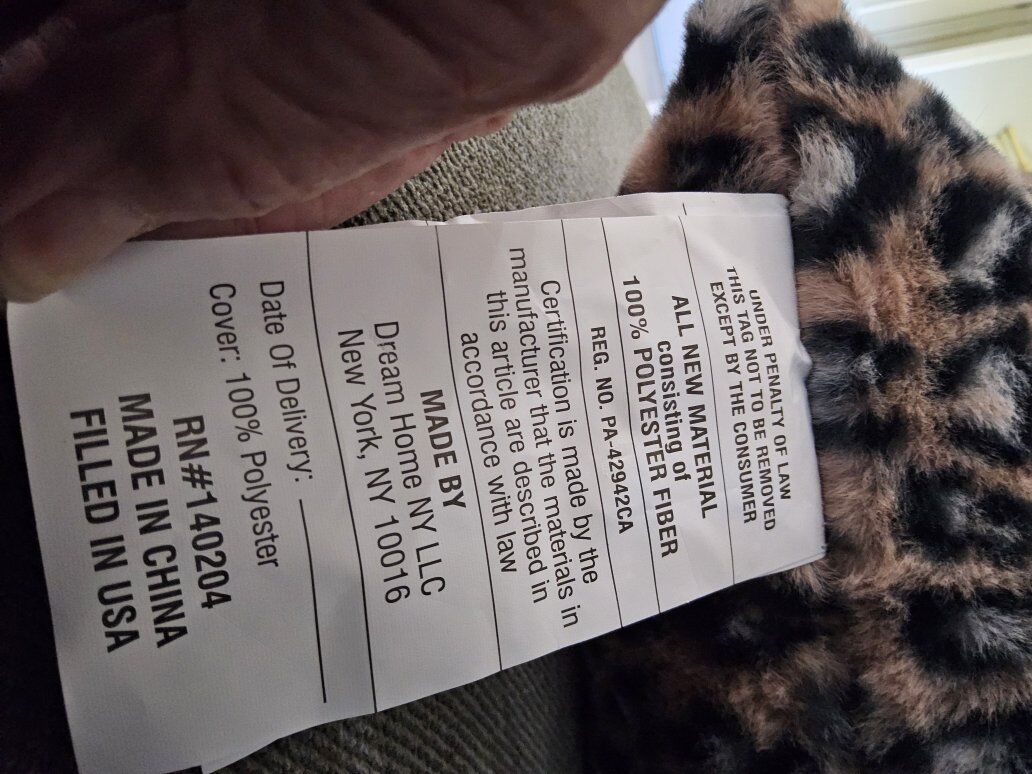 UNDER PENALTY OF LAW
THIS TAG NOT TO BE REMOVED
EXCEPT BY THE CONSUMER
ALL NEW MATERIAL
consisting of
100% POLYESTER FIBER
REG. NO. PA-42942CA
Certification is made by the
manufacturer that the materials in
this article are described in
accordance with law
MADE BY
Dream Home NY LLC
New York, NY 10016
Date Of Delivery:
Cover: 100% Polyester
RN#140204
MADE IN CHINA
FILLED IN USA